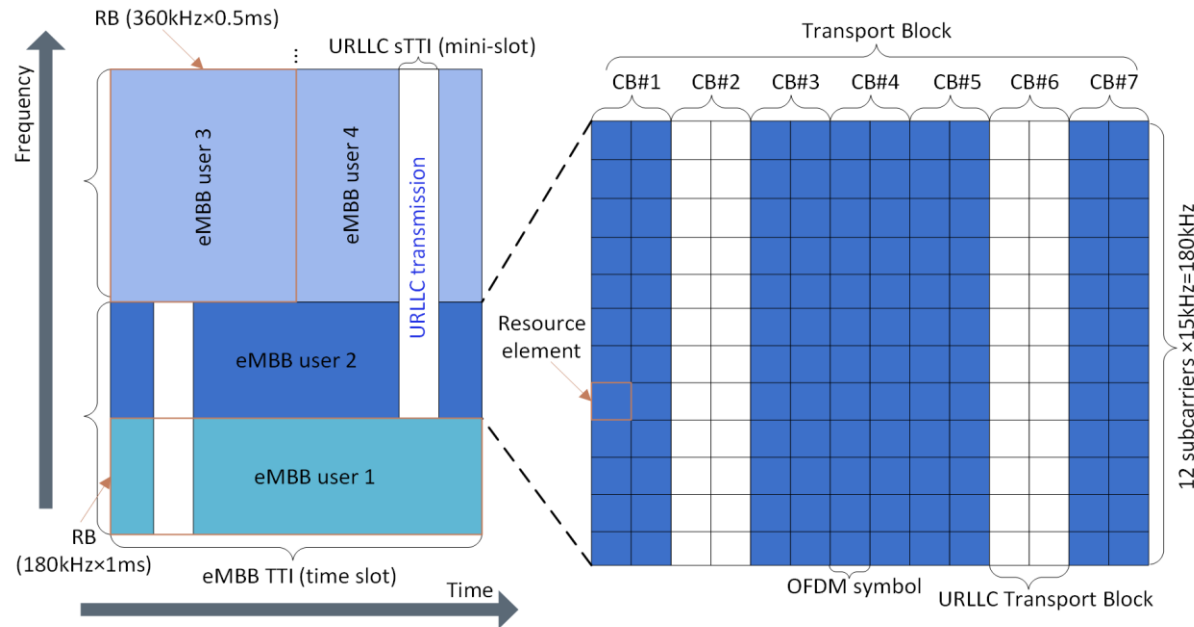 RB (360kHz×0.5ms)
...
URLLC sTTI (mini-slot)
Frequency
eMBB user 3
eMBB user 4
URLLC transmission
eMBB user 2
eMBB user 1
RB
(180kHz×1ms)
eMBB TTI (time slot)
Time
Transport Block
CB#1 CB#2 CB#3 CB#4 CB#5 CB#6 CB#7
Resource
element
12 subcarriers ×15kHz=180kHz
OFDM symbol
URLLC Transport Block